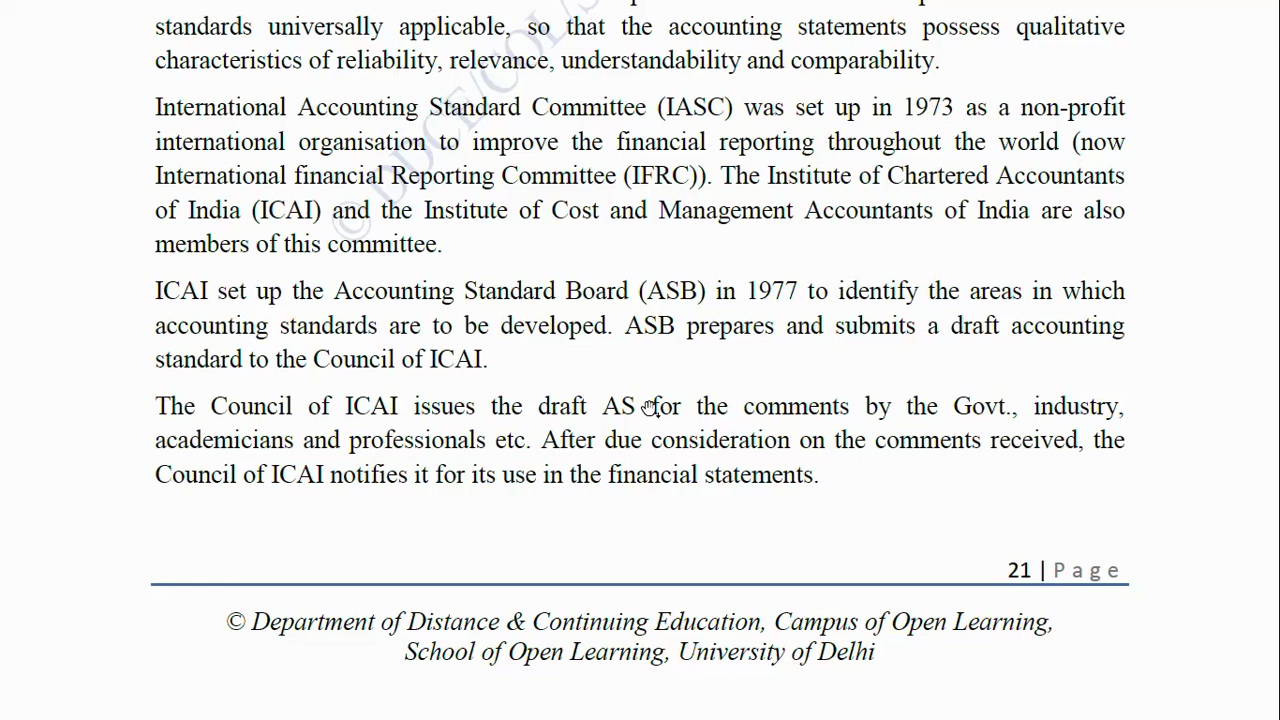 standards universally applicable, so that the accounting statements possess qualitative
characteristics of reliability, relevance, understandability and comparability.
International Accounting Standard Committee (IASC) was set up in 1973 as a non-profit
international organisation to improve the financial reporting throughout the world (now
International financial Reporting Committee (IFRC)). The Institute of Chartered Accountants
of India (ICAI) and the Institute of Cost and Management Accountants of India are also
members of this committee.
ICAI set up the Accounting Standard Board (ASB) in 1977 to identify the areas in which
accounting standards are to be developed. ASB prepares and submits a draft accounting
standard to the Council of ICAI.
The Council of ICAI issues the draft AS for the comments by the Govt., industry,
academicians and professionals etc. After due consideration on the comments received, the
Council of ICAI notifies it for its use in the financial statements.
21 | Page
© Department of Distance & Continuing Education, Campus of Open Learning,
School of Open Learning, University of Delhi
© DDCE/COL/S